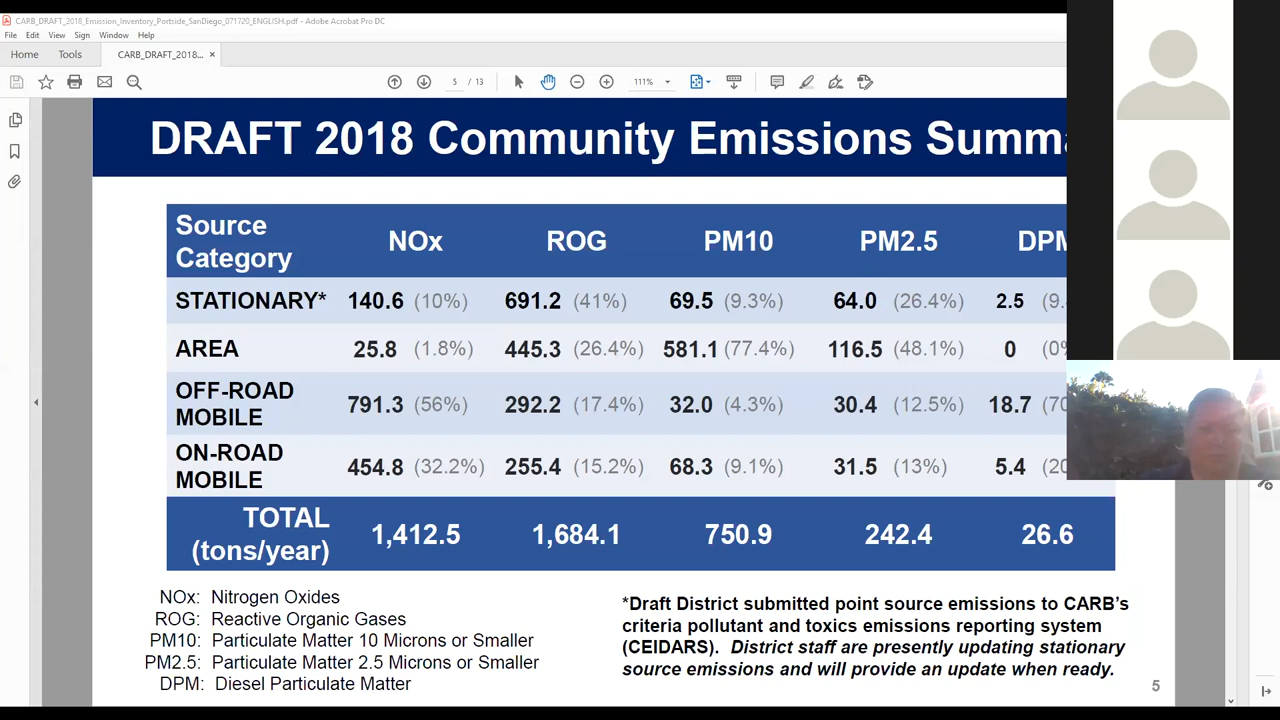 CARB_DRAFT_2018_Emission_Inventory_Portside_SanDiego_071720_ENGLISH.pdf - Adobe Acrobat Pro DC
File Edit View Sign Window Help
Home Tools CARB_DRAFT_2018... ×
5 / 13 111%
DRAFT 2018 Community Emissions
Source Category NOx ROG PM10 PM2.5 DPM
STATIONARY* 140.6 (10%) 691.2 (41%) 69.5 (9.3%) 64.0 (26.4%) 2.5
AREA 25.8 (1.8%) 445.3 (26.4%) 581.1 (77.4%) 116.5 (48.1%) 0 (0%
OFF-ROAD MOBILE 791.3 (56%) 292.2 (17.4%) 32.0 (4.3%) 30.4 (12.5%) 18.7
ON-ROAD MOBILE 454.8 (32.2%) 255.4 (15.2%) 68.3 (9.1%) 31.5 (13%) 5.4
TOTAL (tons/year) 1,412.5 1,684.1 750.9 242.4 26.6
NOx: Nitrogen Oxides
ROG: Reactive Organic Gases
PM10: Particulate Matter 10 Microns or Smaller
PM2.5: Particulate Matter 2.5 Microns or Smaller
DPM: Diesel Particulate Matter
*Draft District submitted point source emissions to CARB's
criteria pollutant and toxics emissions reporting system
(CEIDARS). District staff are presently updating stationary
source emissions and will provide an update when ready.
5